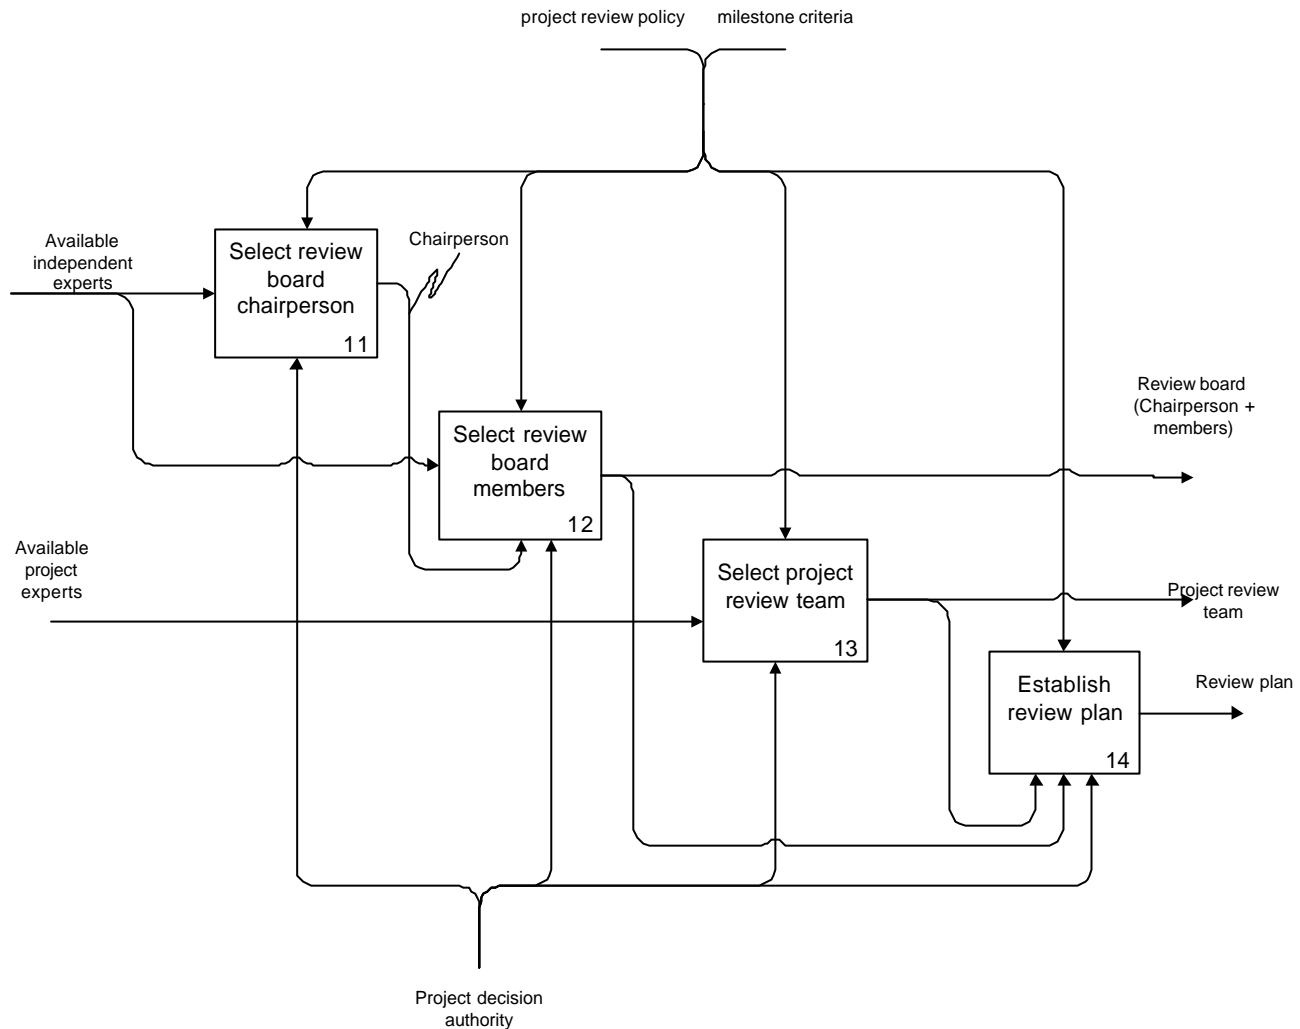 project review policy
milestone criteria
Available
independent
experts
Select review
board
chairperson
11
Chairperson
Review board
(Chairperson +
members)
Select review
board
members
12
Available
project
experts
Select project
review team
13
Project review
team
Establish
review plan
14
Review plan
Project decision
authority